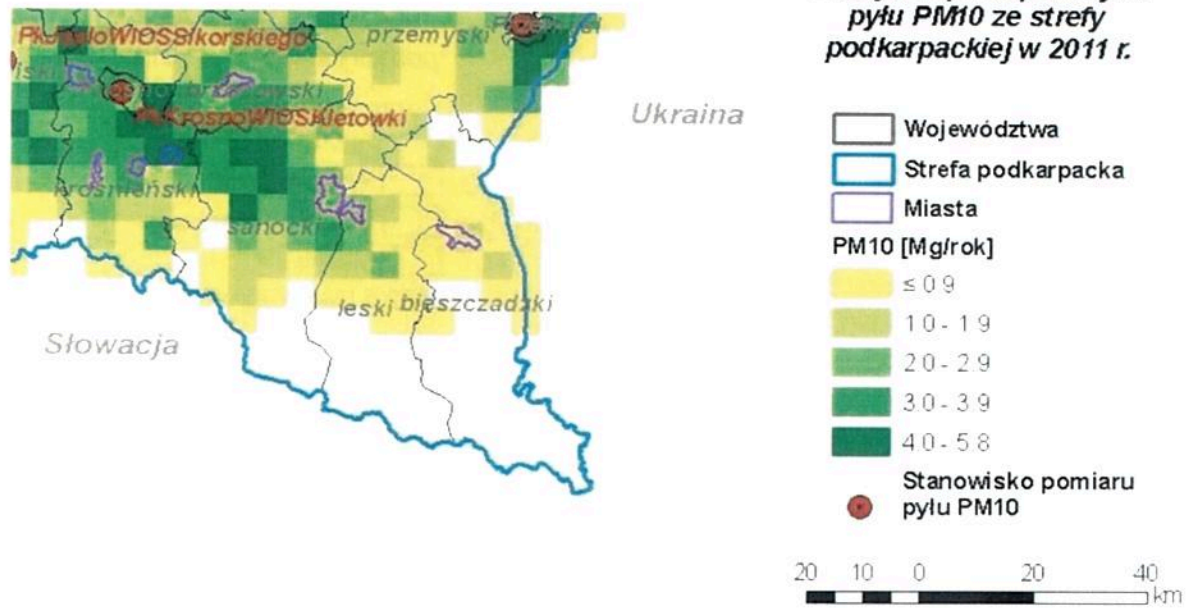 pyłu PM10 ze strefy
podkarpackiej w 2011 r.
przemyski
Ukraina
krośnieński
sanocki
leski
bieszczadzki
Słowacja
Województwa
Strefa podkarpacka
Miasta
PM10 [Mg/rok]
≤ 0 9
1 0 - 1 9
2 0 - 2 9
3 0 - 3 9
4 0 - 5 8
Stanowisko pomiaru
pyłu PM10
20 10 0 20 40
km